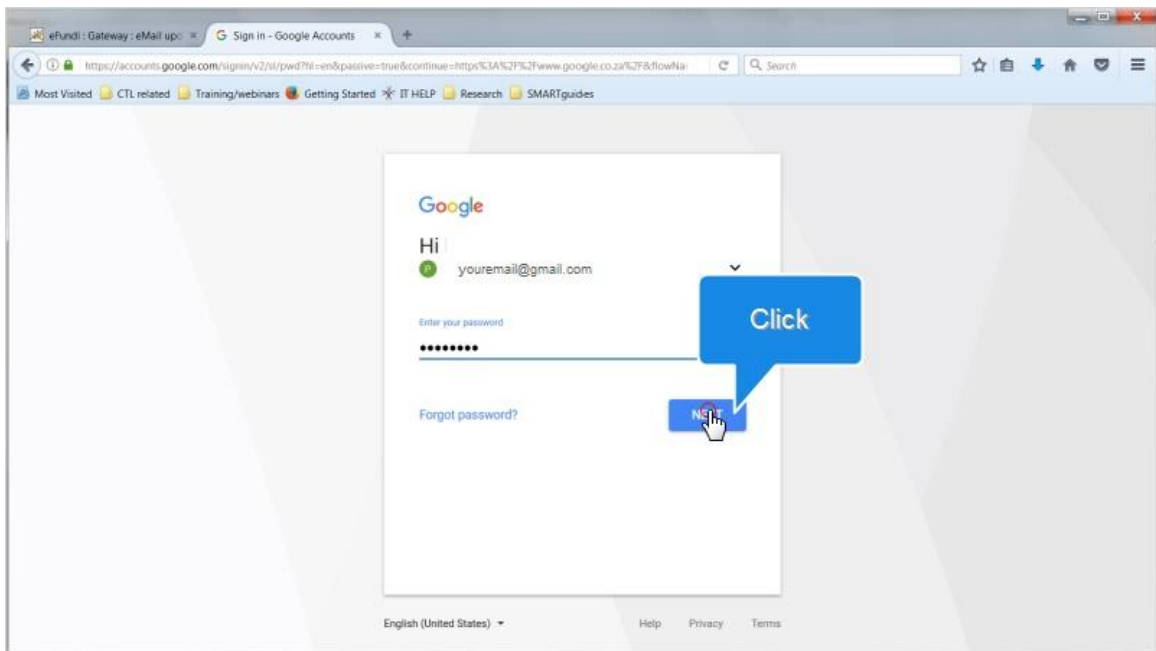 eFundi : Gateway : eMail upd
Sign in - Google Accounts
https://accounts.google.com/signin/v2/sl/pwd?hl=en&passive=true&continue=https%3A%2F%2Fwww.google.co.za%2F&flowNa
Search
Most Visited CTL related Training/webinars Getting Started IT HELP Research SMARTguides
Google
Hi
P youremail@gmail.com
Click
Enter your password
••••••••
Forgot password?
English (United States) Help Privacy Terms